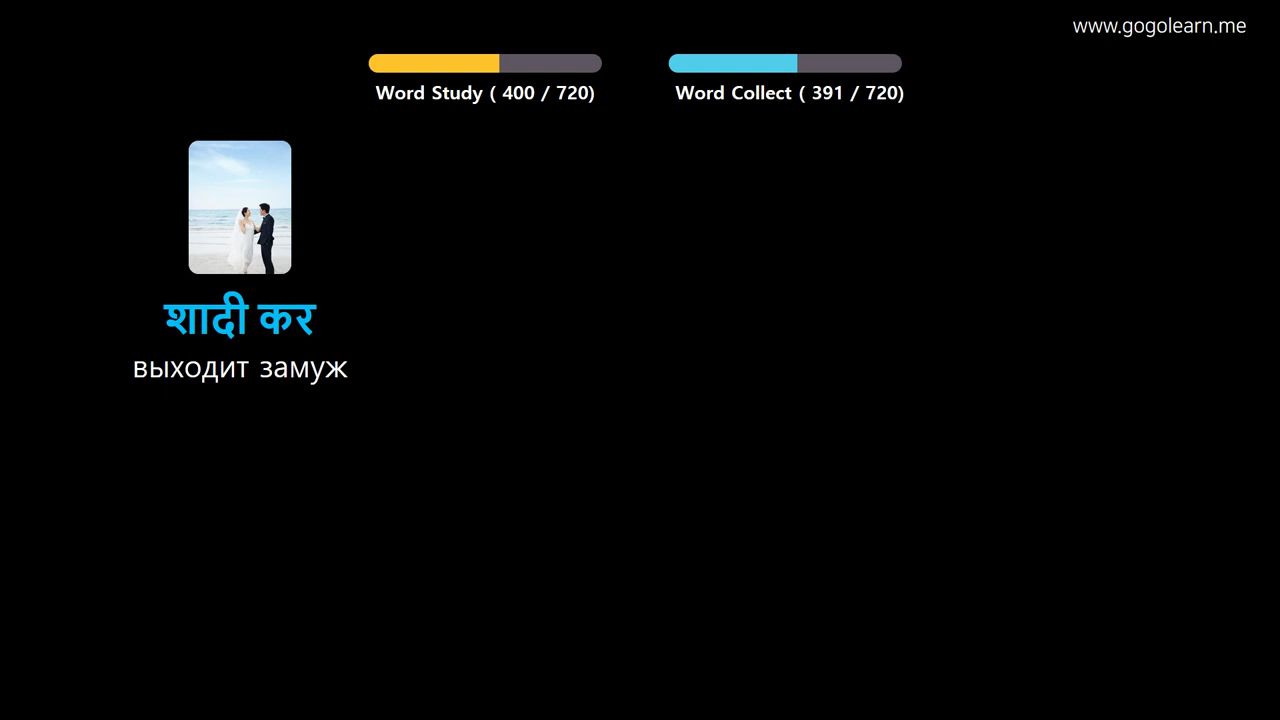 www.gogolearn.me
Word Study ( 400 / 720)
Word Collect ( 391 / 720)
शादी कर
выходит замуж